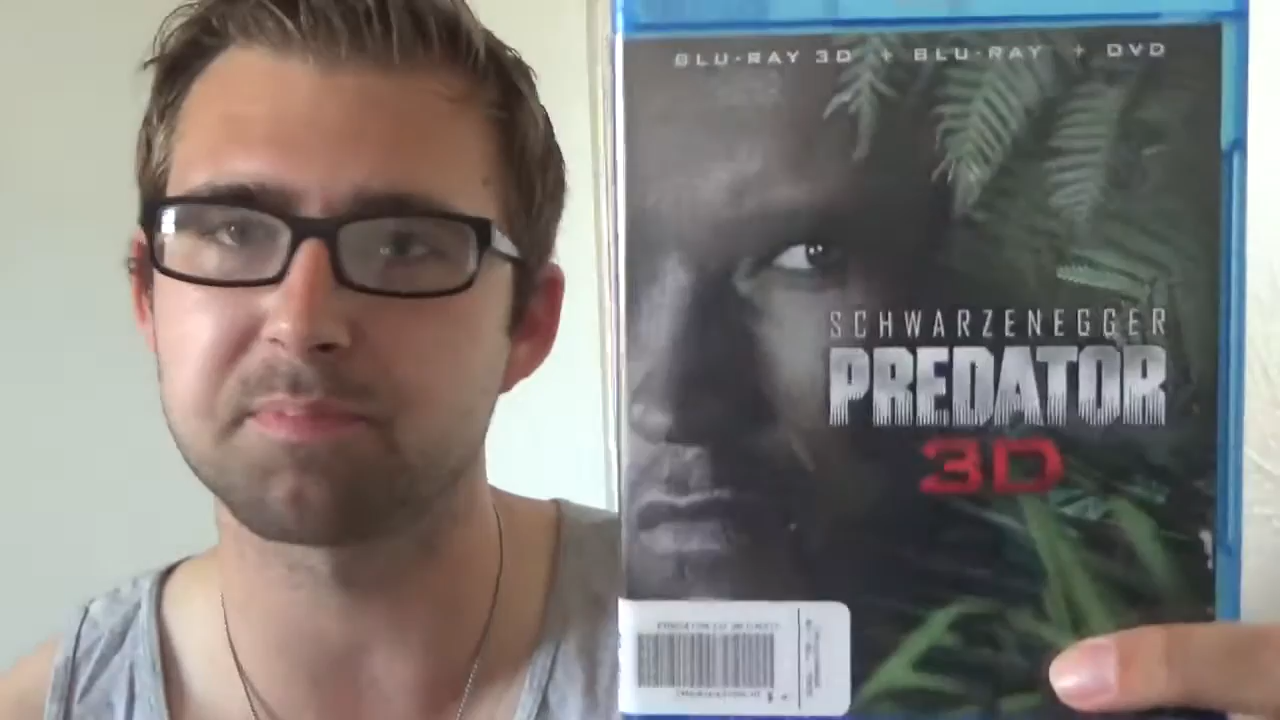 BLU-RAY 3D + BLU-RAY + DVD
SCHWARZENEGGER
PREDATOR
3D